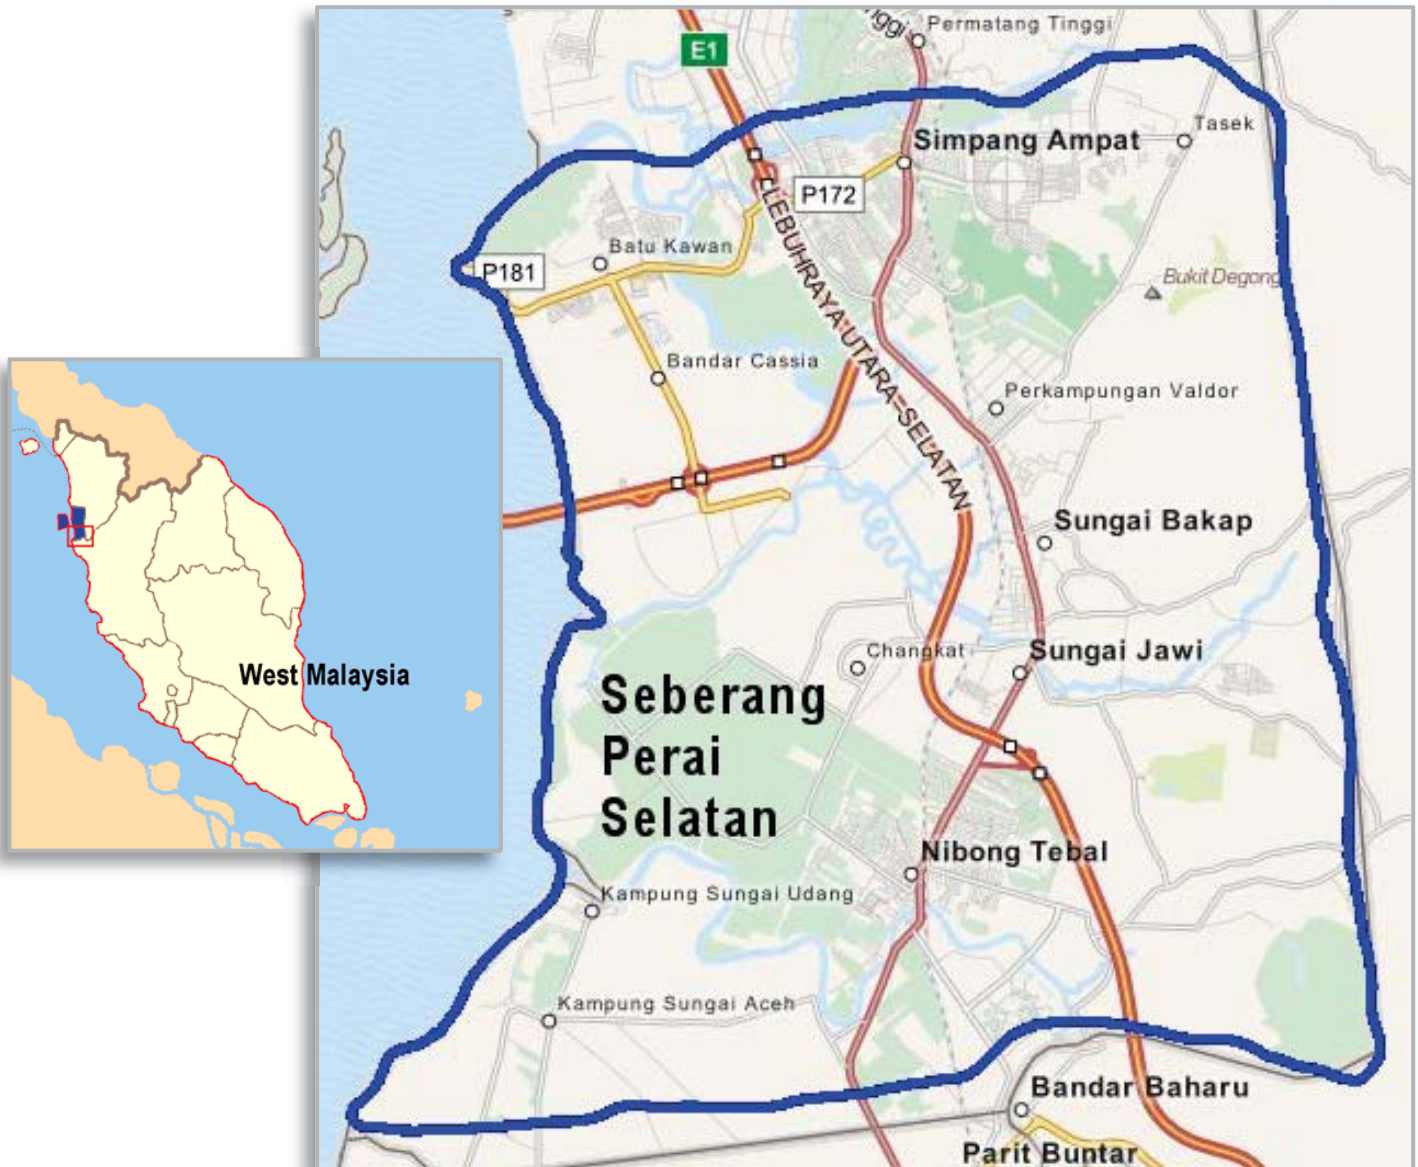 nggi
Permatang Tinggi
E1
Tasek
Simpang Ampat
P172
Batu Kawan
P181
LEBUHRAYA UTARA-SELATAN
Bukit Degong
Bandar Cassia
Perkampungan Valdor
Sungai Bakap
Changkat
Sungai Jawi
West Malaysia
Seberang
Perai
Selatan
Nibong Tebal
Kampung Sungai Udang
Kampung Sungai Aceh
Bandar Baharu
Parit Buntar